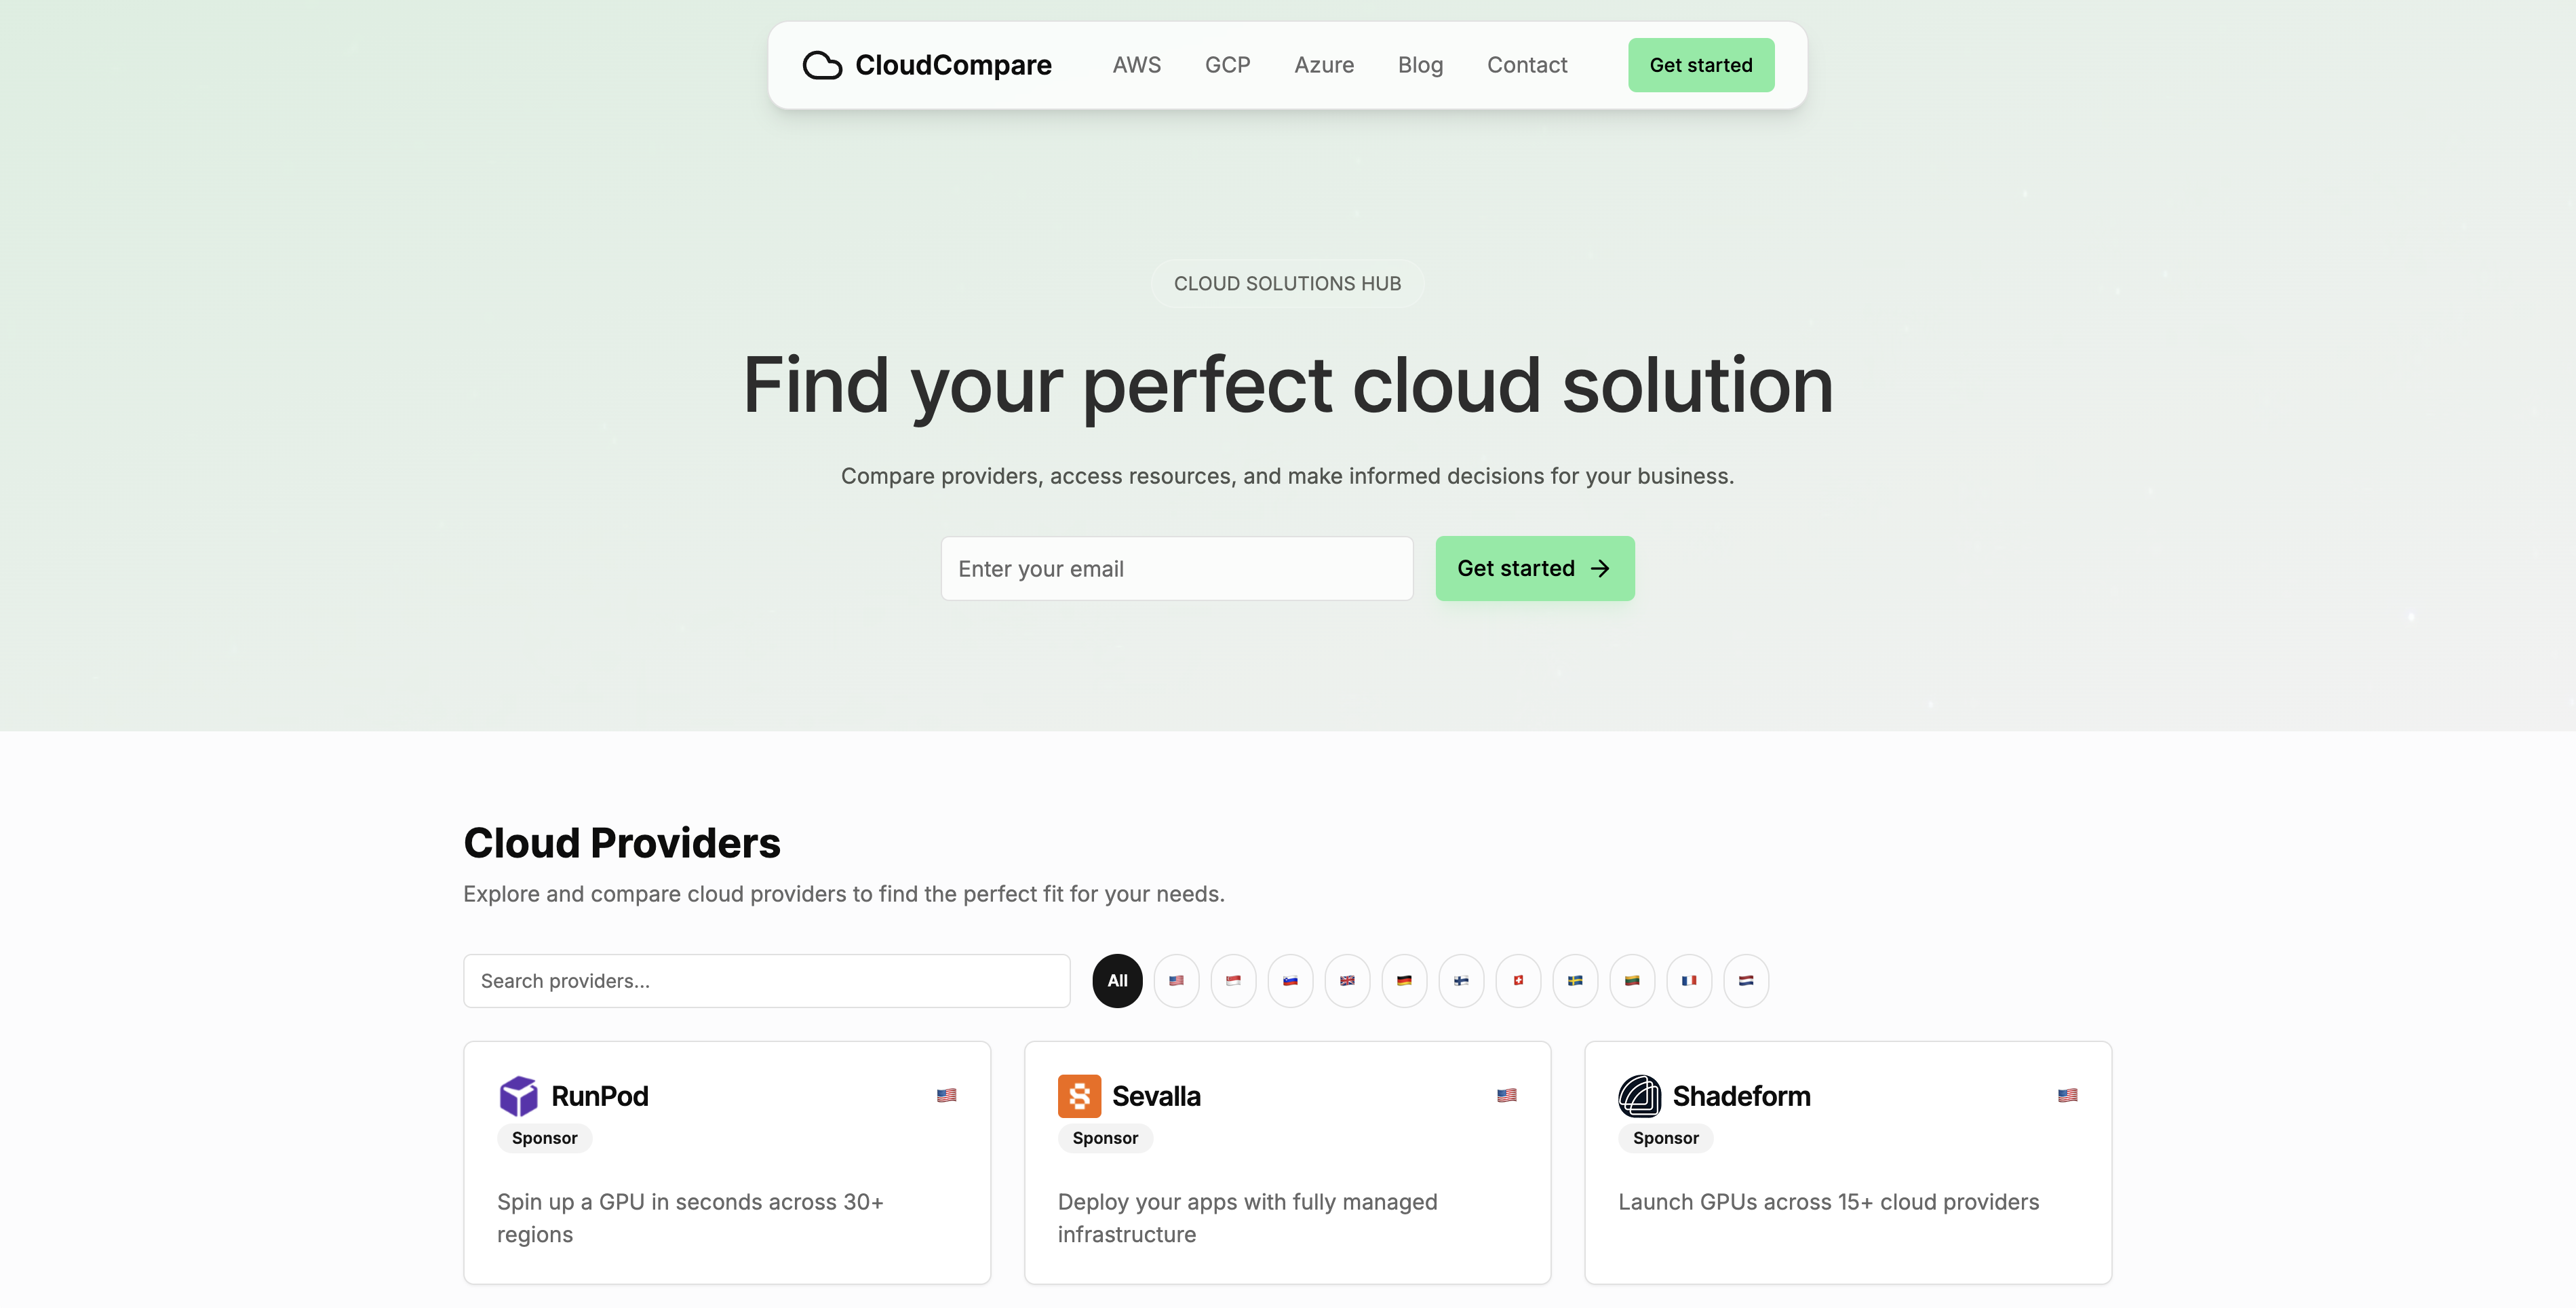 CloudCompare
AWS
GCP
Azure
Blog
Contact
Get started
CLOUD SOLUTIONS HUB
Find your perfect cloud solution
Compare providers, access resources, and make informed decisions for your business.
Enter your email
Get started
Cloud Providers
Explore and compare cloud providers to find the perfect fit for your needs.
Search providers...
All
RunPod
Sponsor
Spin up a GPU in seconds across 30+
regions
Sevalla
Sponsor
Deploy your apps with fully managed
infrastructure
Shadeform
Sponsor
Launch GPUs across 15+ cloud providers